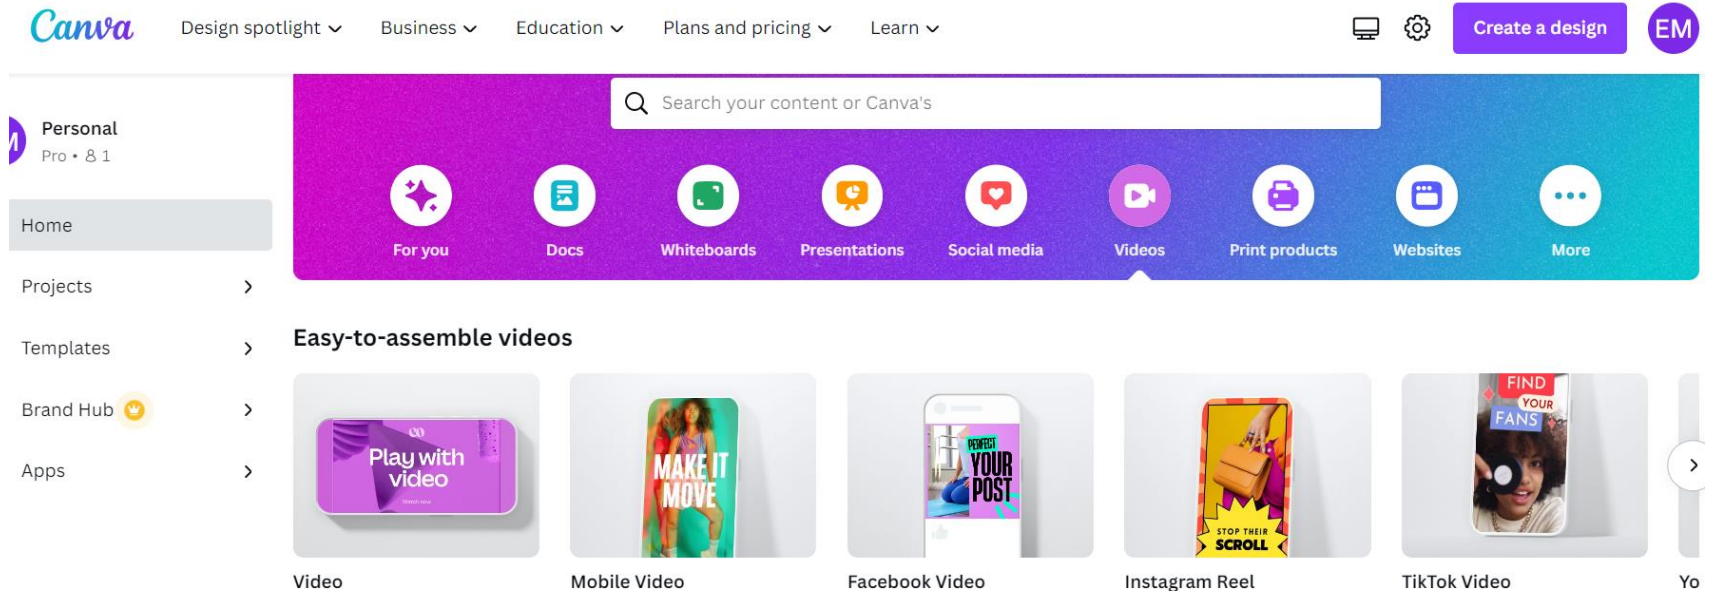 Canva
Design spotlight
Business
Education
Plans and pricing
Learn
Create a design
EM
Search your content or Canva's
M
Personal
Pro • 1
For you
Docs
Whiteboards
Presentations
Social media
Videos
Print products
Websites
More
Home
Projects
Templates
Brand Hub
Apps
Easy-to-assemble videos
CO
Play with
video
MAKE IT
MOVE
PERFECT
YOUR
POST
STOP THEIR
SCROLL
FIND
YOUR
FANS
Video
Mobile Video
Facebook Video
Instagram Reel
TikTok Video
Yo